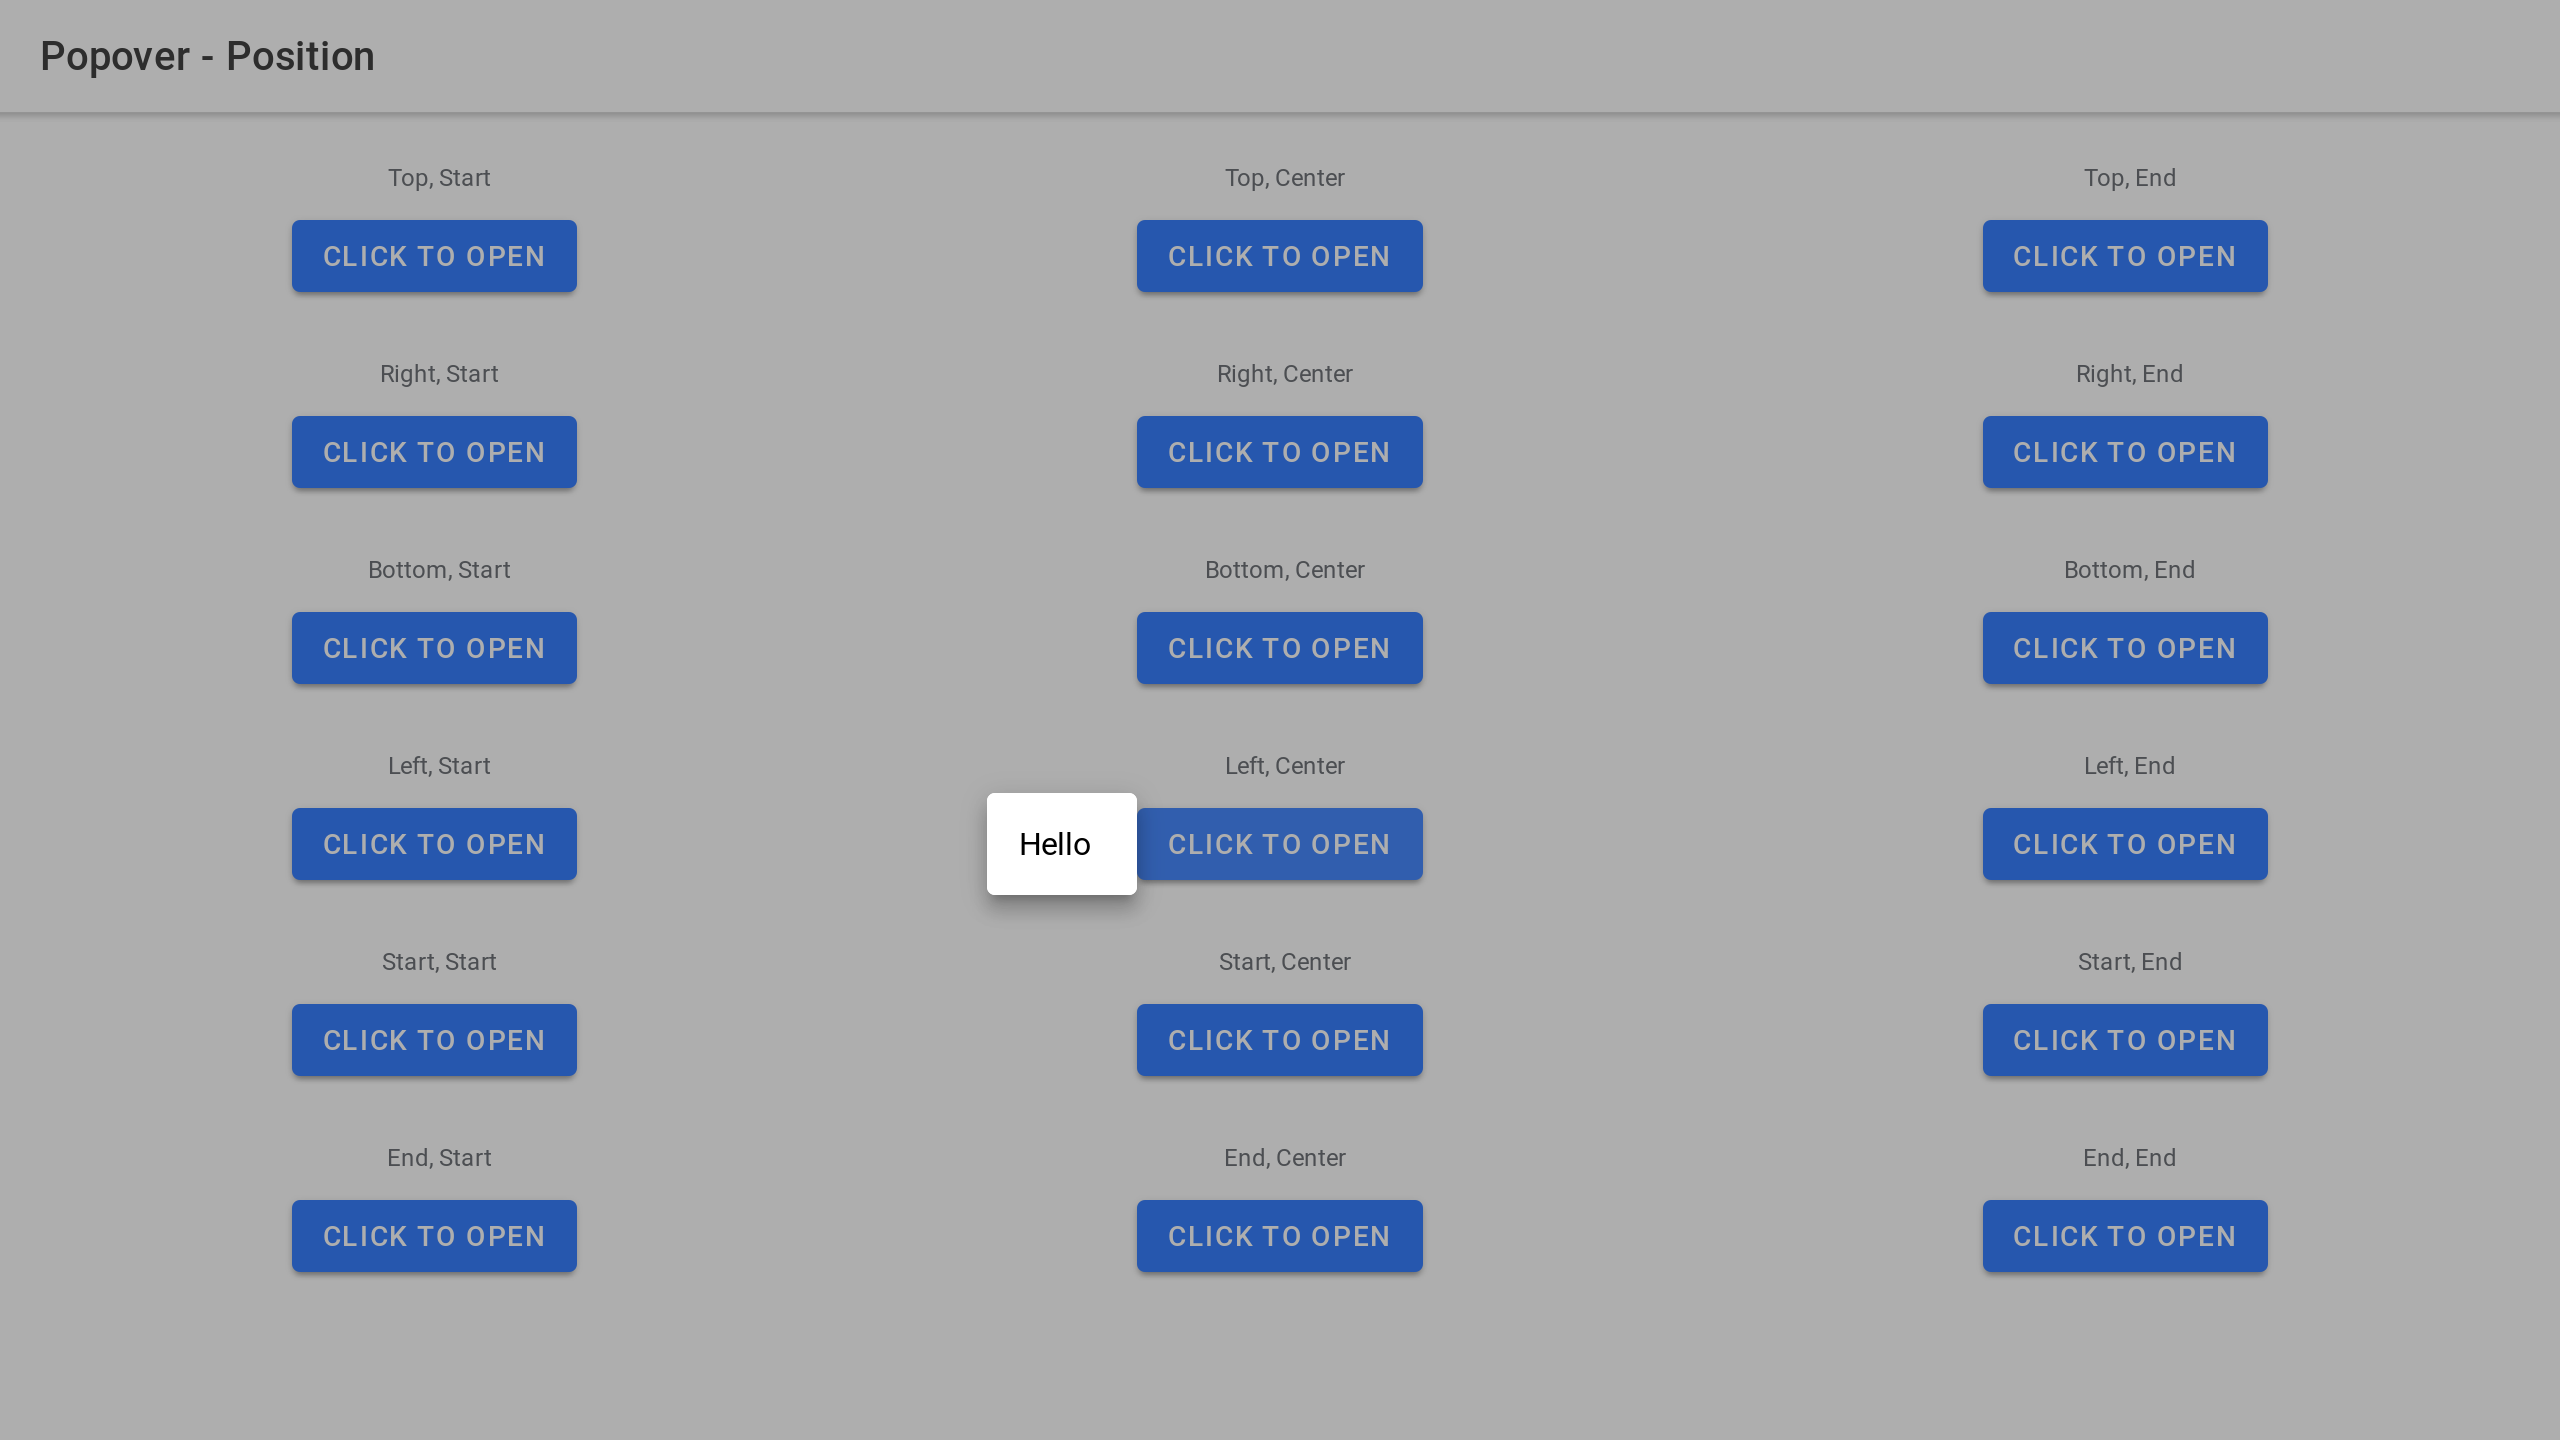 Popover - Position
Top, Start
Top, Center
Top, End
CLICK TO OPEN
CLICK TO OPEN
CLICK TO OPEN
Right, Start
Right, Center
Right, End
CLICK TO OPEN
CLICK TO OPEN
CLICK TO OPEN
Bottom, Start
Bottom, Center
Bottom, End
CLICK TO OPEN
CLICK TO OPEN
CLICK TO OPEN
Left, Start
Left, Center
Left, End
CLICK TO OPEN
Hello
CLICK TO OPEN
CLICK TO OPEN
Start, Start
Start, Center
Start, End
CLICK TO OPEN
CLICK TO OPEN
CLICK TO OPEN
End, Start
End, Center
End, End
CLICK TO OPEN
CLICK TO OPEN
CLICK TO OPEN